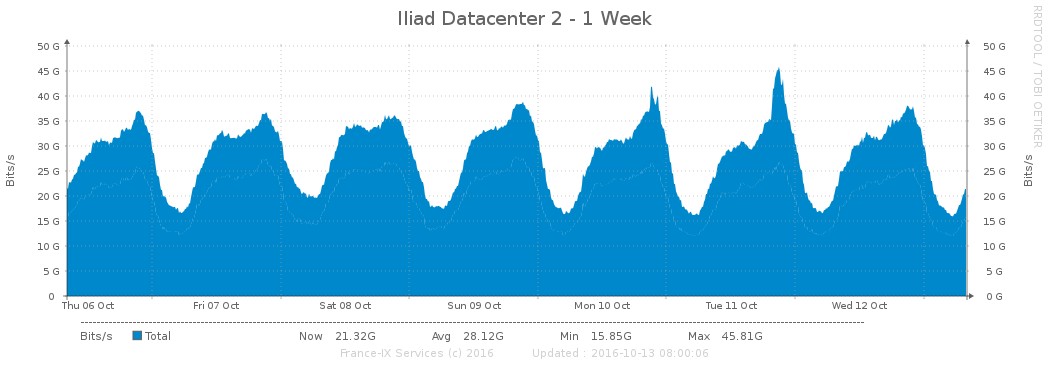 Iliad Datacenter 2 - 1 Week
RRDTOOL / TOBI OETIKER
50 G 50 G
45 G 45 G
40 G 40 G
35 G 35 G
30 G 30 G
25 G 25 G
20 G 20 G
15 G 15 G
10 G 10 G
5 G 5 G
0 0 G
Bits/s Bits/s
Thu 06 Oct Fri 07 Oct Sat 08 Oct Sun 09 Oct Mon 10 Oct Tue 11 Oct Wed 12 Oct
Bits/s Total Now 21.32G Avg 28.12G Min 15.85G Max 45.81G
France-IX Services (c) 2016 Updated : 2016-10-13 08:00:06